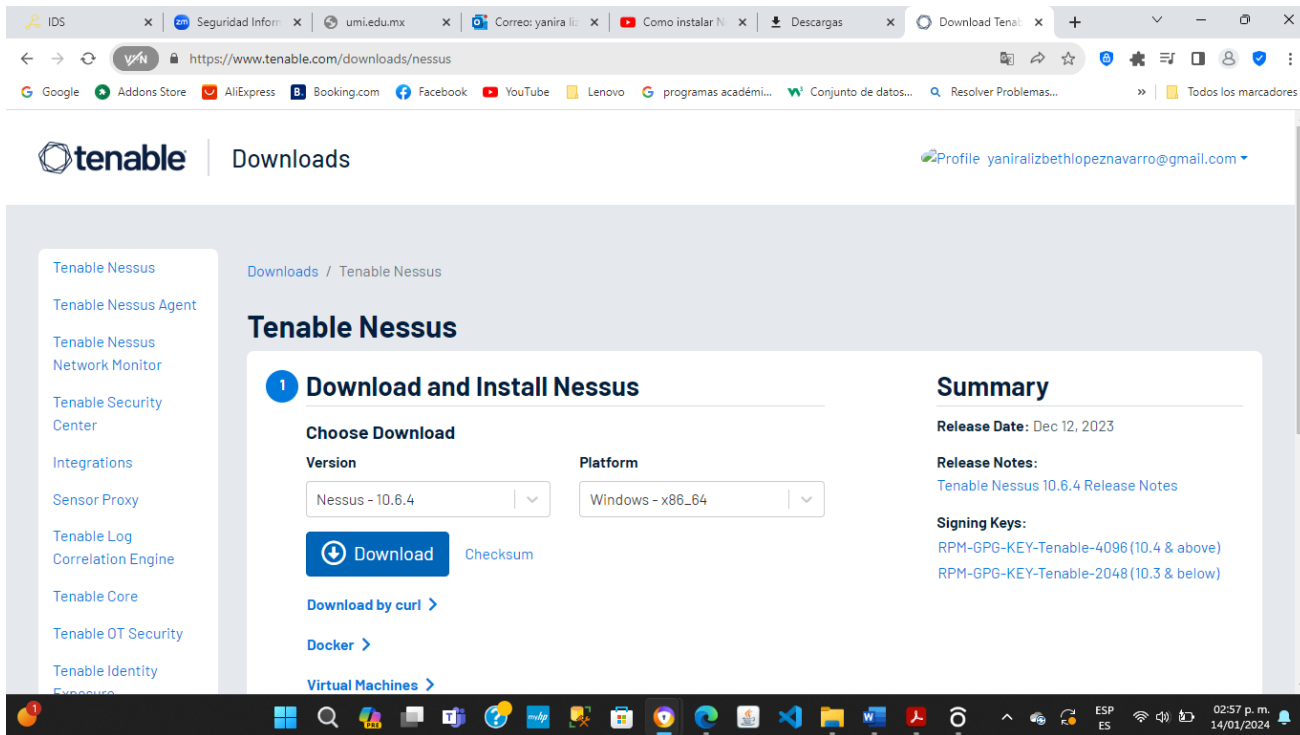 IDS
Seguridad Inform
umi.edu.mx
Correo: yanira liz
Como instalar N
Descargas
Download Tenab
VPN
https://www.tenable.com/downloads/nessus
Google
Addons Store
AliExpress
Booking.com
Facebook
YouTube
Lenovo
programas académi...
Conjunto de datos...
Resolver Problemas...
»
Todos los marcadores
tenable
Downloads
Profile yaniralizbethlopeznavarro@gmail.com
Tenable Nessus
Tenable Nessus Agent
Tenable Nessus
Network Monitor
Tenable Security
Center
Integrations
Sensor Proxy
Tenable Log
Correlation Engine
Tenable Core
Tenable OT Security
Tenable Identity
Exposure
Downloads / Tenable Nessus
Tenable Nessus
1 Download and Install Nessus
Choose Download
Version
Platform
Nessus - 10.6.4
Windows - x86_64
Download
Checksum
Download by curl
Docker
Virtual Machines
Summary
Release Date: Dec 12, 2023
Release Notes:
Tenable Nessus 10.6.4 Release Notes
Signing Keys:
RPM-GPG-KEY-Tenable-4096 (10.4 & above)
RPM-GPG-KEY-Tenable-2048 (10.3 & below)
1
PRE
myhp
ESP
ES
02:57 p. m.
14/01/2024